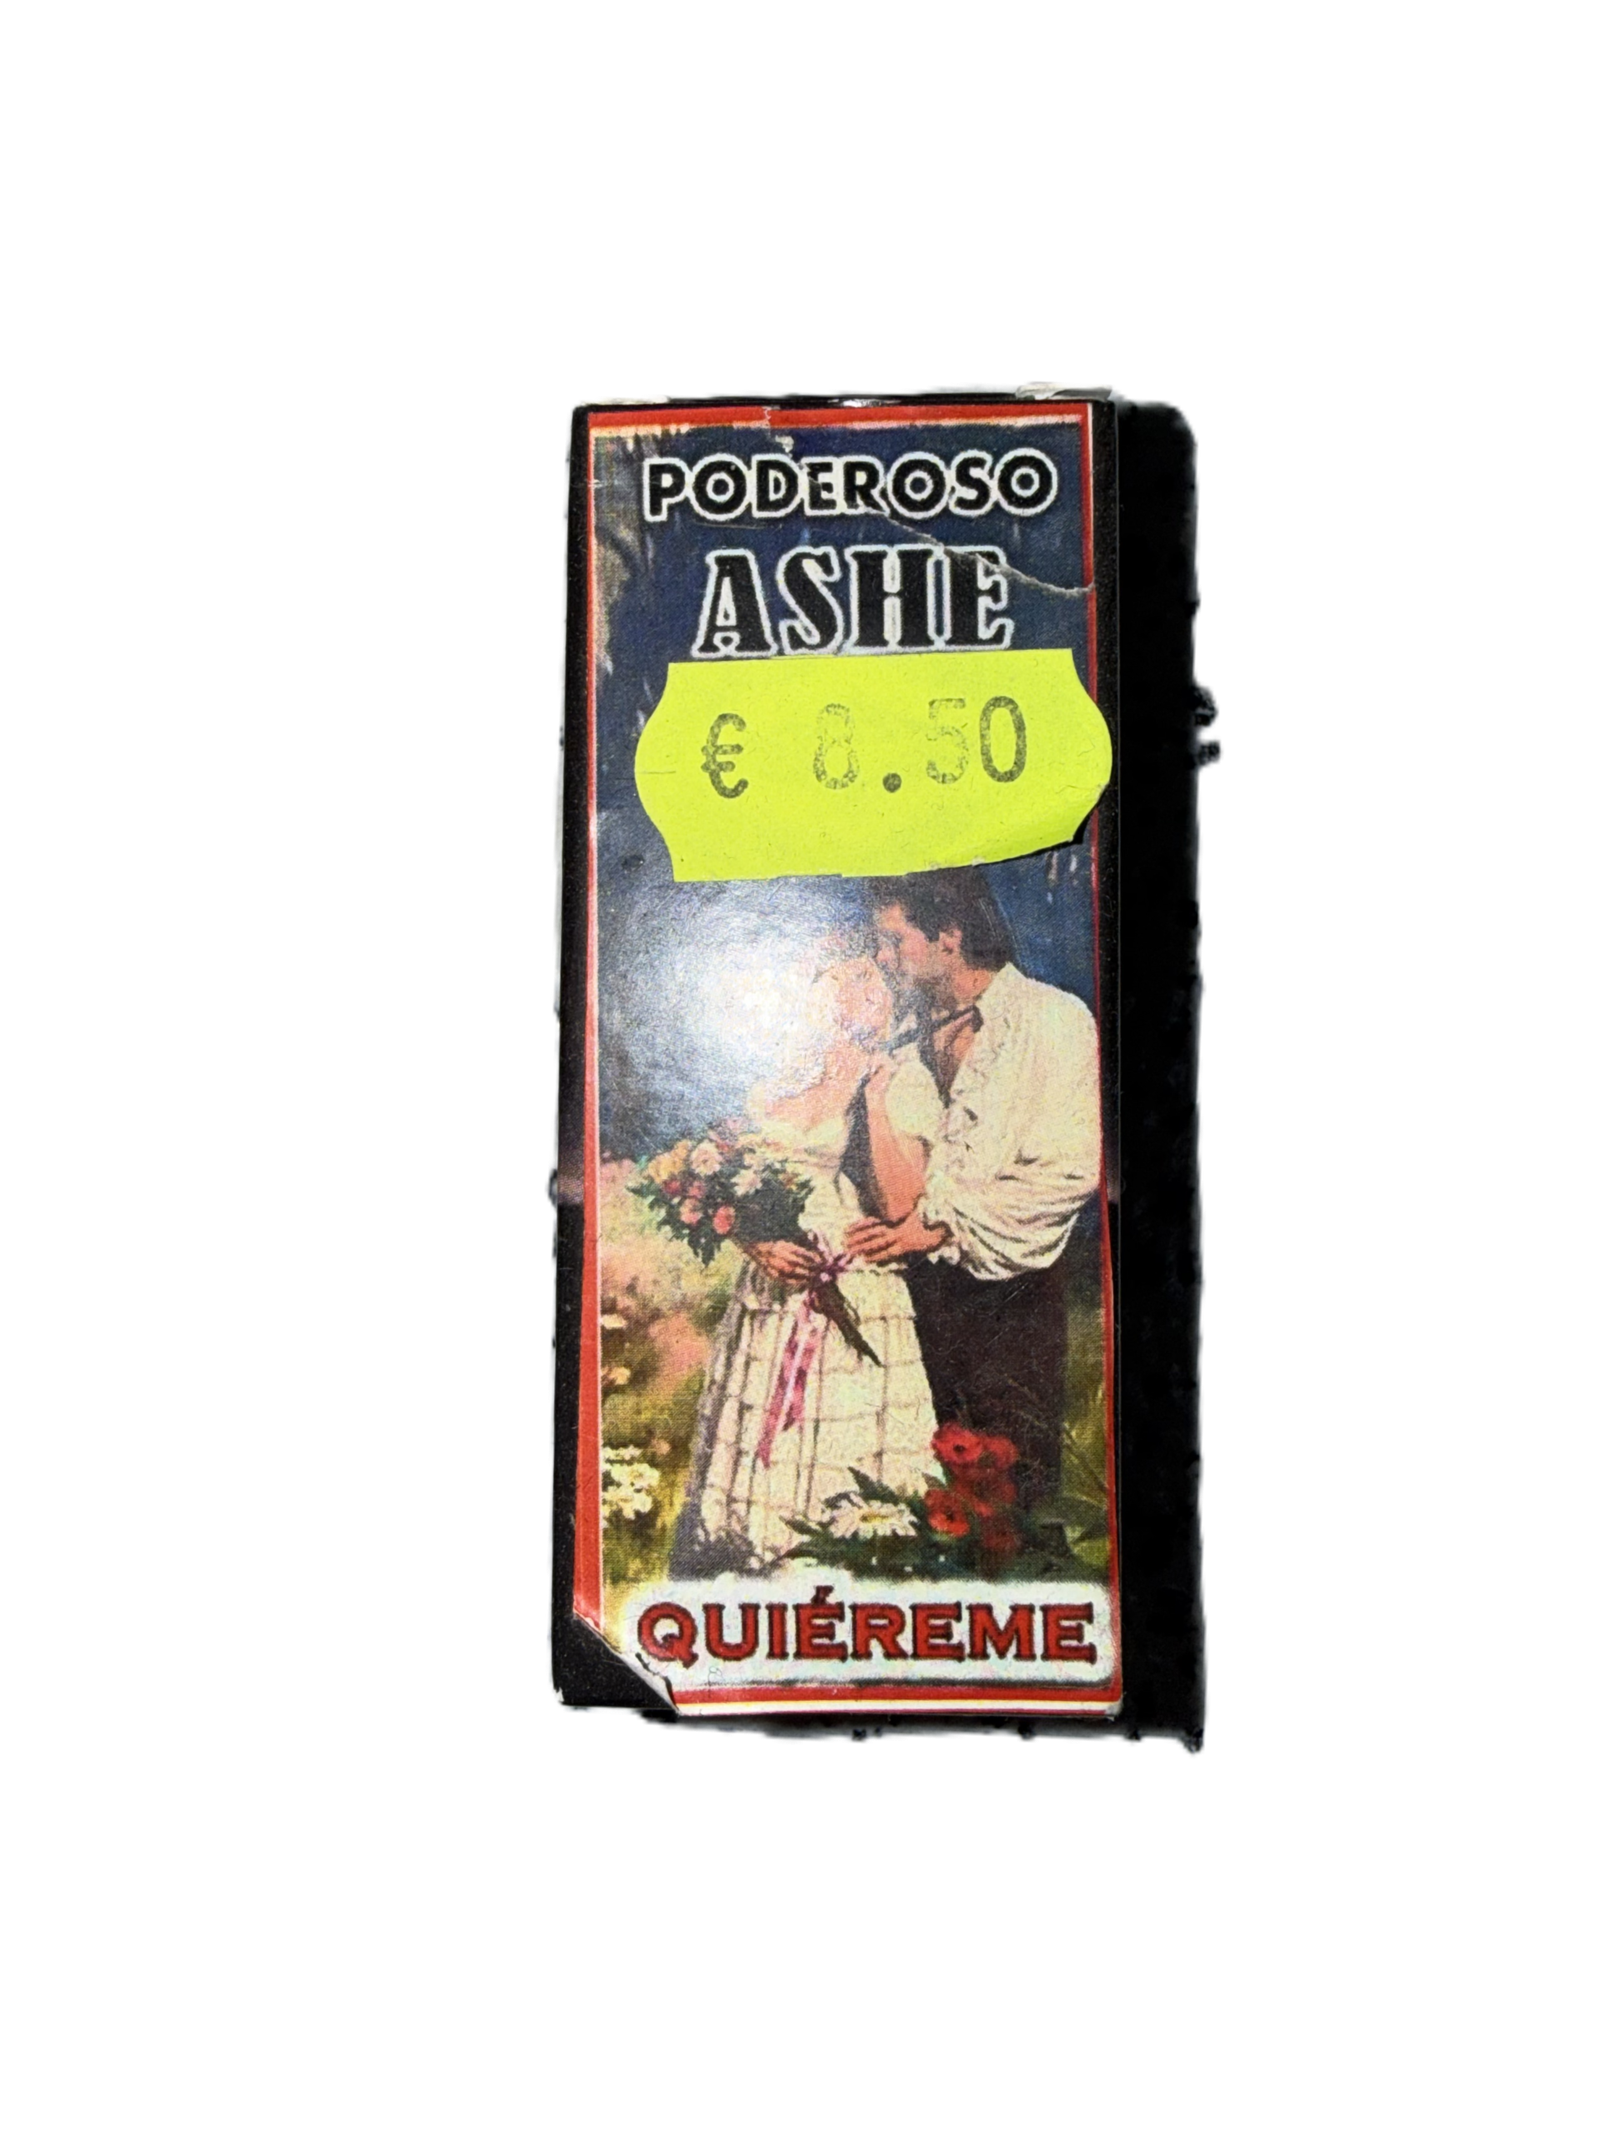 PODEROSO
ASHE
€ 8.50
QUIÉREME